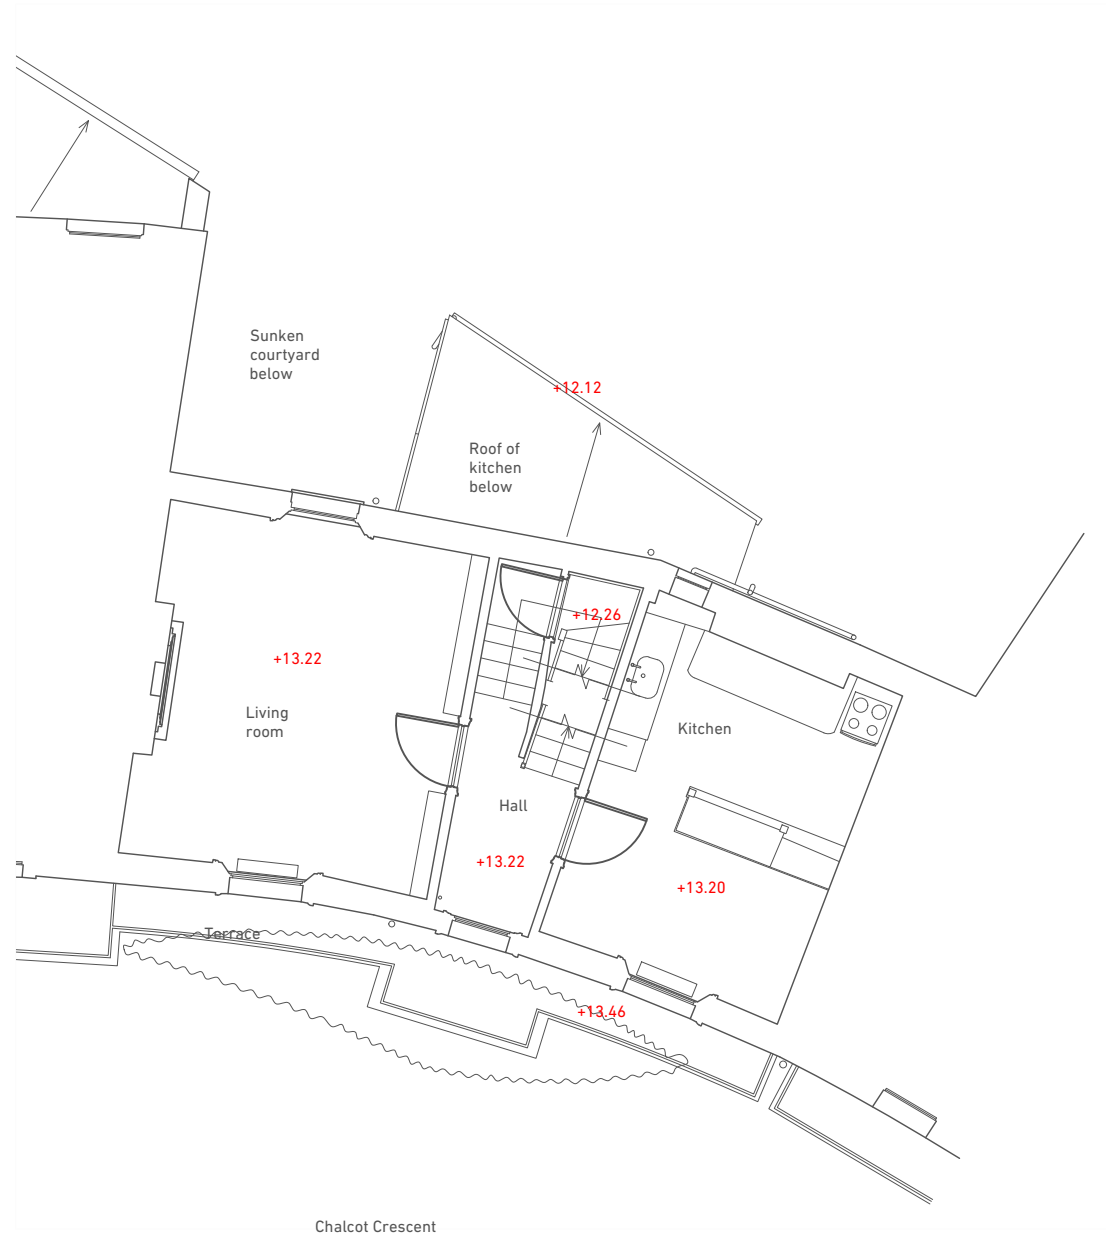 Sunken
courtyard
below
+12.12
Roof of
kitchen
below
+12.26
+13.22
Living
room
Kitchen
Hall
+13.22
+13.20
Terrace
+13.46
Chalcot Crescent